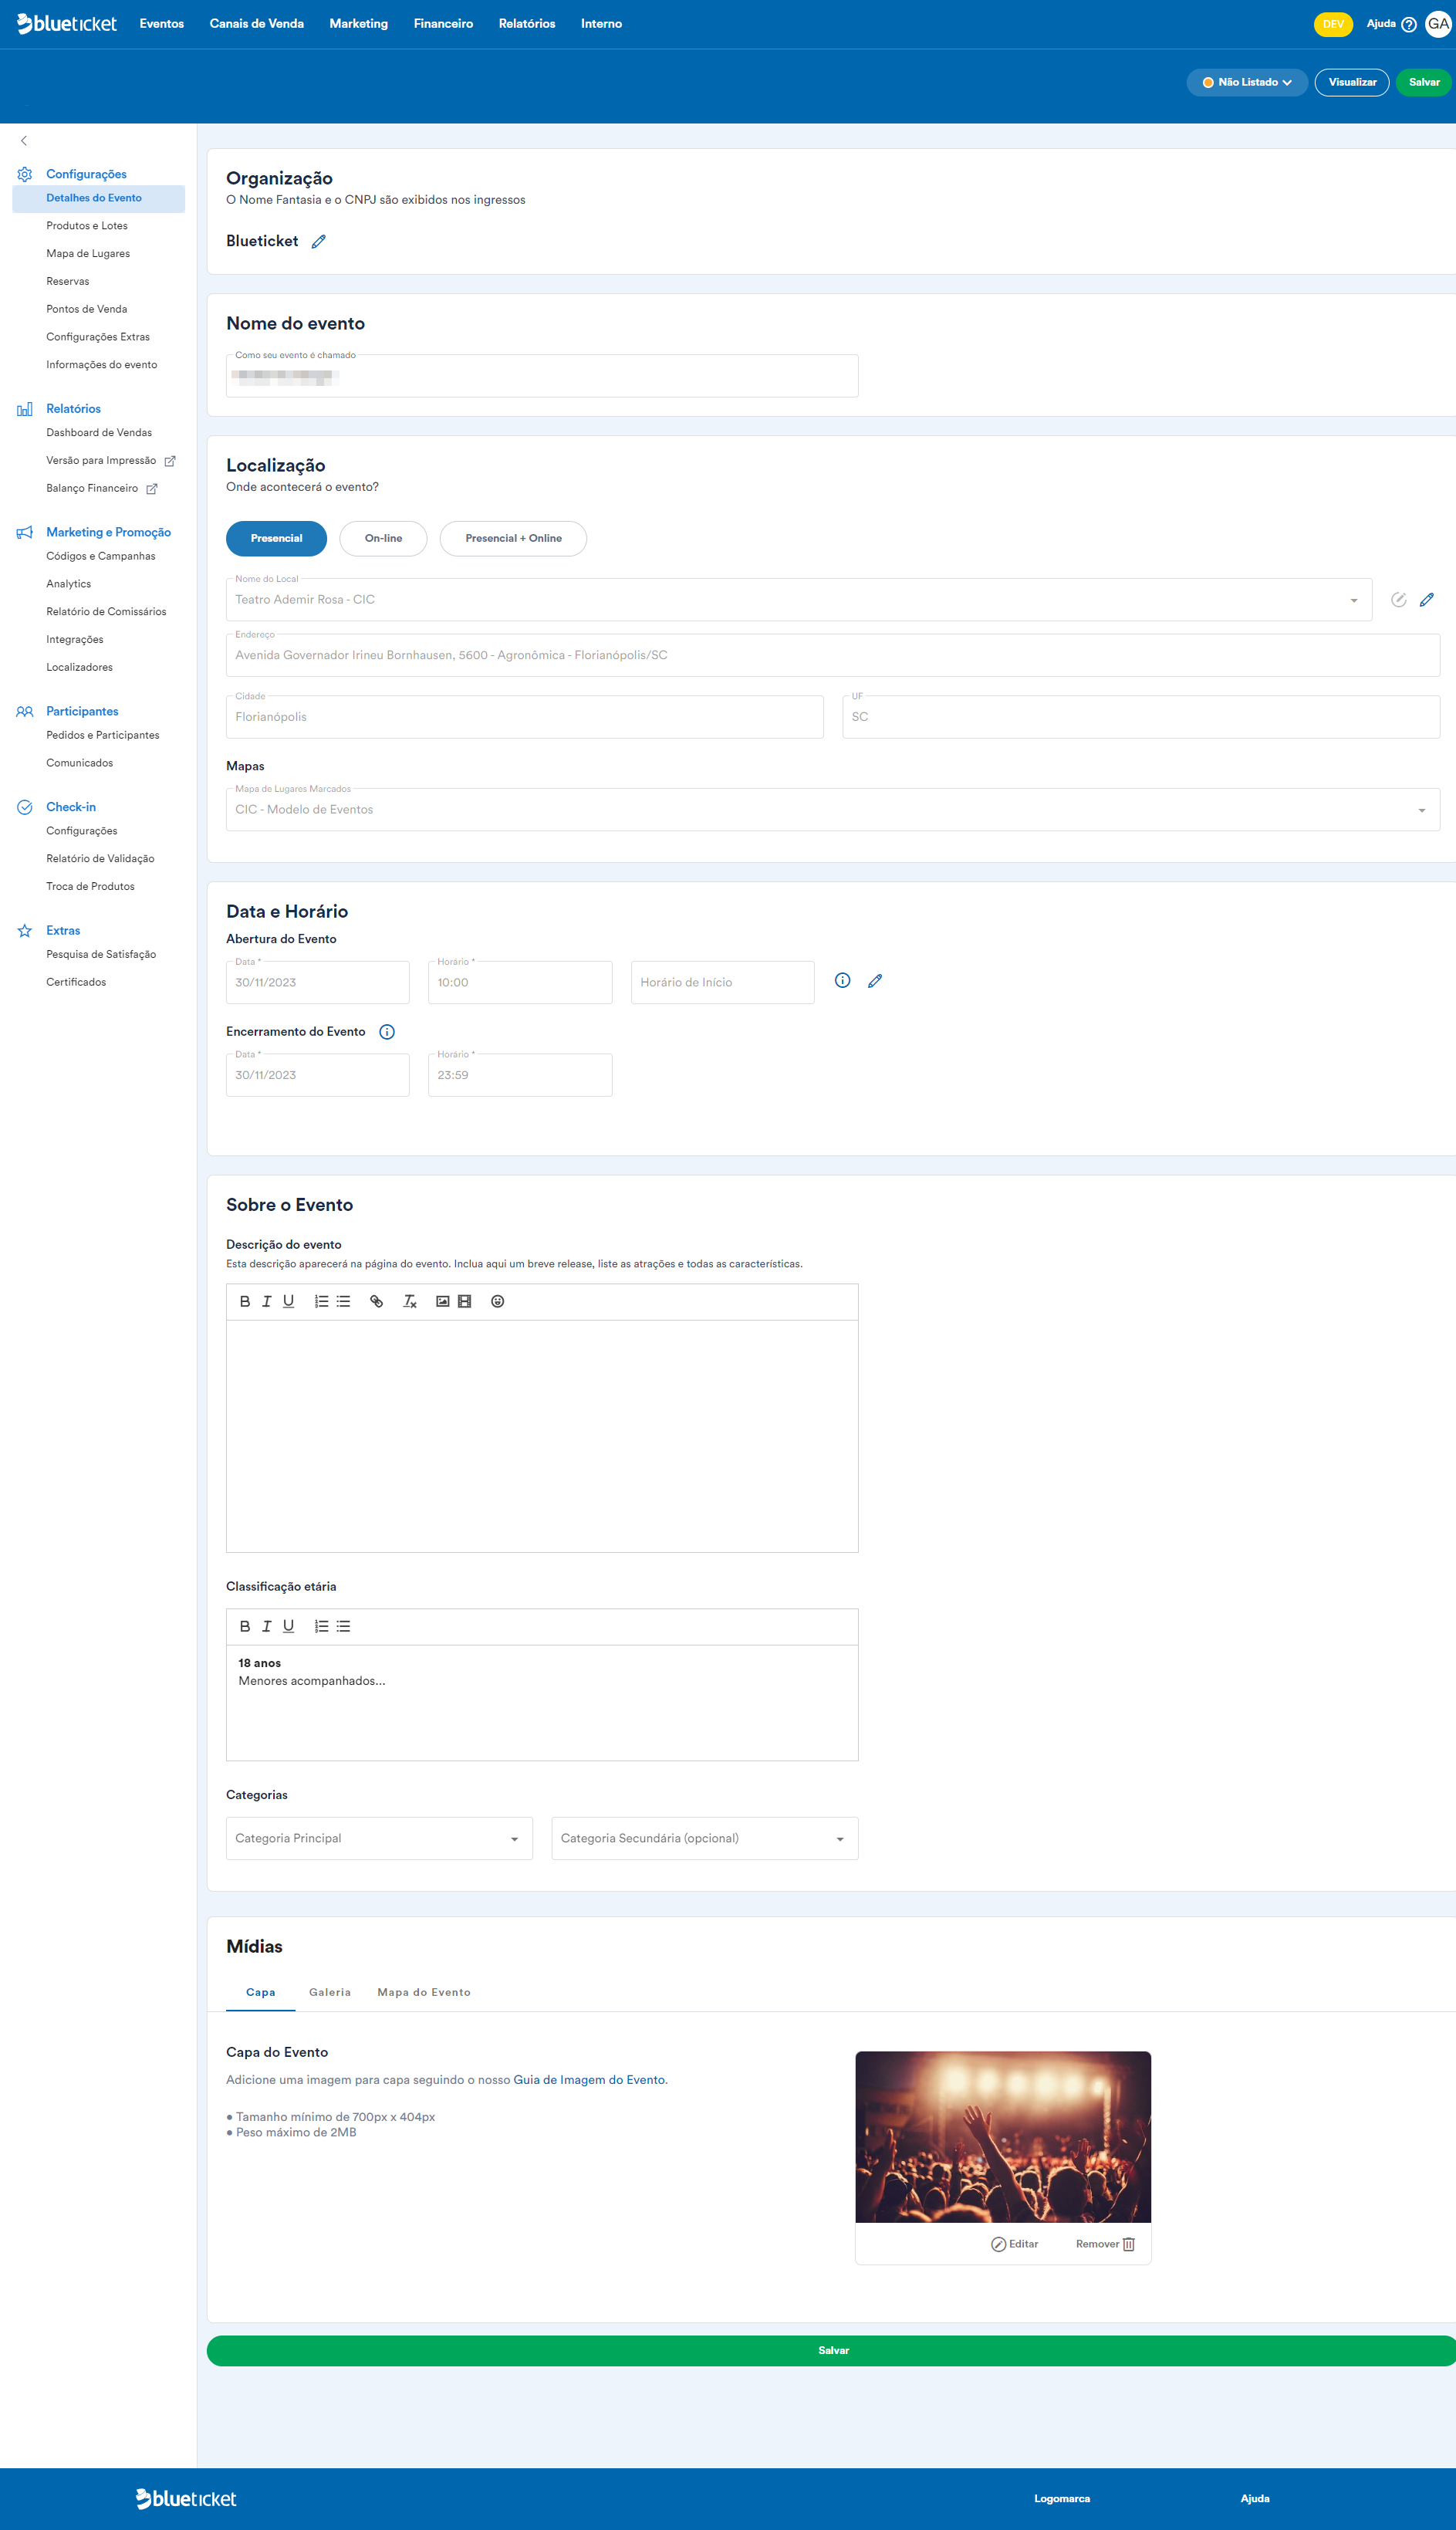 blueticket Eventos Canais de Venda Marketing Financeiro Relatórios Interno DEV Ajuda GA
Não Listado Visualizar Salvar
Configurações
Detalhes do Evento
Produtos e Lotes
Mapa de Lugares
Reservas
Pontos de Venda
Configurações Extras
Informações do evento
Relatórios
Dashboard de Vendas
Versão para Impressão
Balanço Financeiro
Marketing e Promoção
Códigos e Campanhas
Analytics
Relatório de Comissários
Integrações
Localizadores
Participantes
Pedidos e Participantes
Comunicados
Check-in
Configurações
Relatório de Validação
Troca de Produtos
Extras
Pesquisa de Satisfação
Certificados
Organização
O Nome Fantasia e o CNPJ são exibidos nos ingressos
Blueticket
Nome do evento
Como seu evento é chamado
Localização
Onde acontecerá o evento?
Presencial On-line Presencial + Online
Nome do Local
Teatro Ademir Rosa - CIC
Endereço
Avenida Governador Irineu Bornhausen, 5600 - Agronômica - Florianópolis/SC
Cidade UF
Florianópolis SC
Mapas
Mapa de Lugares Marcados
CIC - Modelo de Eventos
Data e Horário
Abertura do Evento
Data * Horário *
30/11/2023 10:00 Horário de Início
Encerramento do Evento
Data * Horário *
30/11/2023 23:59
Sobre o Evento
Descrição do evento
Esta descrição aparecerá na página do evento. Inclua aqui um breve release, liste as atrações e todas as características.
Classificação etária
18 anos
Menores acompanhados...
Categorias
Categoria Principal Categoria Secundária (opcional)
Mídias
Capa Galeria Mapa do Evento
Capa do Evento
Adicione uma imagem para capa seguindo o nosso Guia de Imagem do Evento.
• Tamanho mínimo de 700px x 404px
• Peso máximo de 2MB
Editar Remover
Salvar
blueticket Logomarca Ajuda